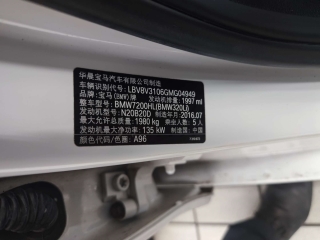 华晨宝马汽车有限公司制造
车辆识别代号: LBV8V3106GMG04949
品牌: 宝马(BMW)牌 发动机排量: 1997 ml
整车型号: BMW7200HL(BMW320Li)
发动机型号: N20B20D 制造年月: 2016.07
最大允许总质量: 1980 kg 乘坐人数: 5 人
发动机最大净功率: 135 kW 制造国: 中国
颜色代码/色圈: A96